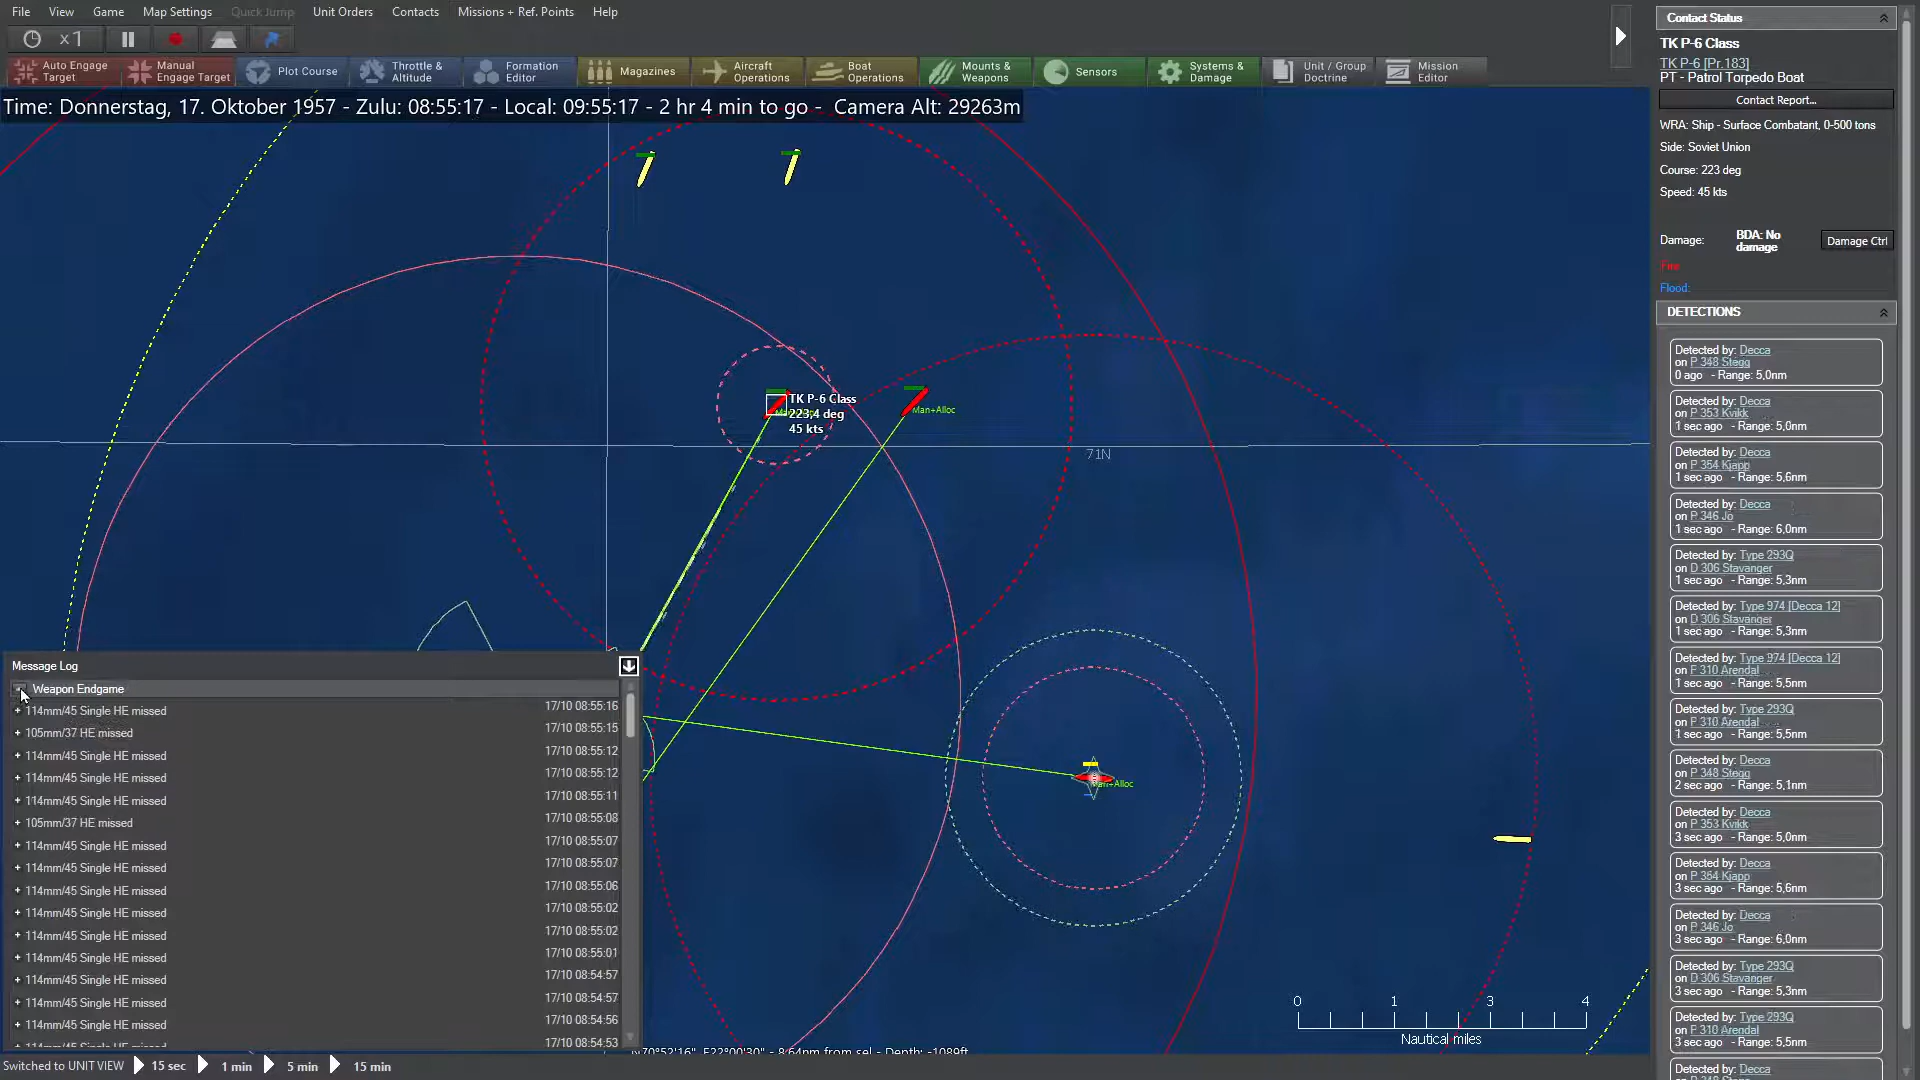 File View Game Map Settings Quick Jump Unit Orders Contacts Missions + Ref. Points Help
x1
Auto Engage Target
Manual Engage Target
Plot Course
Throttle & Altitude
Formation Editor
Magazines
Aircraft Operations
Boat Operations
Mounts & Weapons
Sensors
Systems & Damage
Unit / Group Doctrine
Mission Editor
Time: Donnerstag, 17. Oktober 1957 - Zulu: 08:55:17 - Local: 09:55:17 - 2 hr 4 min to go - Camera Alt: 29263m
TK P-6 Class
223,4 deg
45 kts
Man+Alloc
71N
Man+Alloc
0 1 2 3 4
Nautical miles
N70°52'16", E22°00'30" - 8.64nm from sel - Depth: -1089ft
Message Log
Weapon Endgame
+ 114mm/45 Single HE missed 17/10 08:55:16
+ 105mm/37 HE missed 17/10 08:55:15
+ 114mm/45 Single HE missed 17/10 08:55:12
+ 114mm/45 Single HE missed 17/10 08:55:12
+ 114mm/45 Single HE missed 17/10 08:55:11
+ 105mm/37 HE missed 17/10 08:55:08
+ 114mm/45 Single HE missed 17/10 08:55:07
+ 114mm/45 Single HE missed 17/10 08:55:07
+ 114mm/45 Single HE missed 17/10 08:55:06
+ 114mm/45 Single HE missed 17/10 08:55:02
+ 114mm/45 Single HE missed 17/10 08:55:02
+ 114mm/45 Single HE missed 17/10 08:55:01
+ 114mm/45 Single HE missed 17/10 08:54:57
+ 114mm/45 Single HE missed 17/10 08:54:57
+ 114mm/45 Single HE missed 17/10 08:54:56
+ 114mm/45 Single HE missed 17/10 08:54:53
Switched to UNIT VIEW 15 sec 1 min 5 min 15 min
Contact Status
TK P-6 Class
TK P-6 [Pr.183]
PT - Patrol Torpedo Boat
Contact Report...
WRA: Ship - Surface Combatant, 0-500 tons
Side: Soviet Union
Course: 223 deg
Speed: 45 kts
Damage: BDA: No damage Damage Ctrl
Fire:
Flood:
DETECTIONS
Detected by: Decca
on P 348 Stegg
0 ago - Range: 5,0nm
Detected by: Decca
on P 353 Kvikk
1 sec ago - Range: 5,0nm
Detected by: Decca
on P 354 Kjapp
1 sec ago - Range: 5,6nm
Detected by: Decca
on P 346 Jo
1 sec ago - Range: 6,0nm
Detected by: Type 293Q
on D 306 Stavanger
1 sec ago - Range: 5,3nm
Detected by: Type 974 [Decca 12]
on D 306 Stavanger
1 sec ago - Range: 5,3nm
Detected by: Type 974 [Decca 12]
on F 310 Arendal
1 sec ago - Range: 5,5nm
Detected by: Type 293Q
on F 310 Arendal
1 sec ago - Range: 5,5nm
Detected by: Decca
on P 348 Stegg
2 sec ago - Range: 5,1nm
Detected by: Decca
on P 353 Kvikk
3 sec ago - Range: 5,0nm
Detected by: Decca
on P 354 Kjapp
3 sec ago - Range: 5,6nm
Detected by: Decca
on P 346 Jo
3 sec ago - Range: 6,0nm
Detected by: Type 293Q
on D 306 Stavanger
3 sec ago - Range: 5,3nm
Detected by: Type 293Q
on F 310 Arendal
3 sec ago - Range: 5,5nm
Detected by: Decca